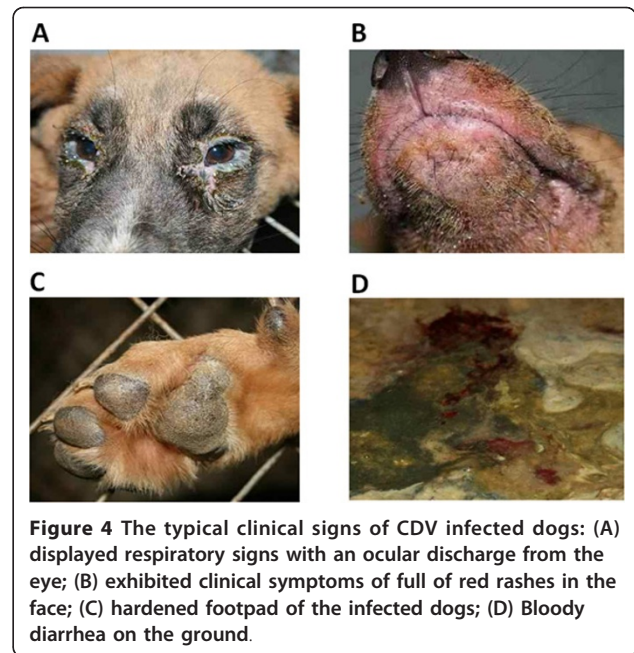 A
B
C
D
Figure 4 The typical clinical signs of CDV infected dogs: (A)
displayed respiratory signs with an ocular discharge from the
eye; (B) exhibited clinical symptoms of full of red rashes in the
face; (C) hardened footpad of the infected dogs; (D) Bloody
diarrhea on the ground.